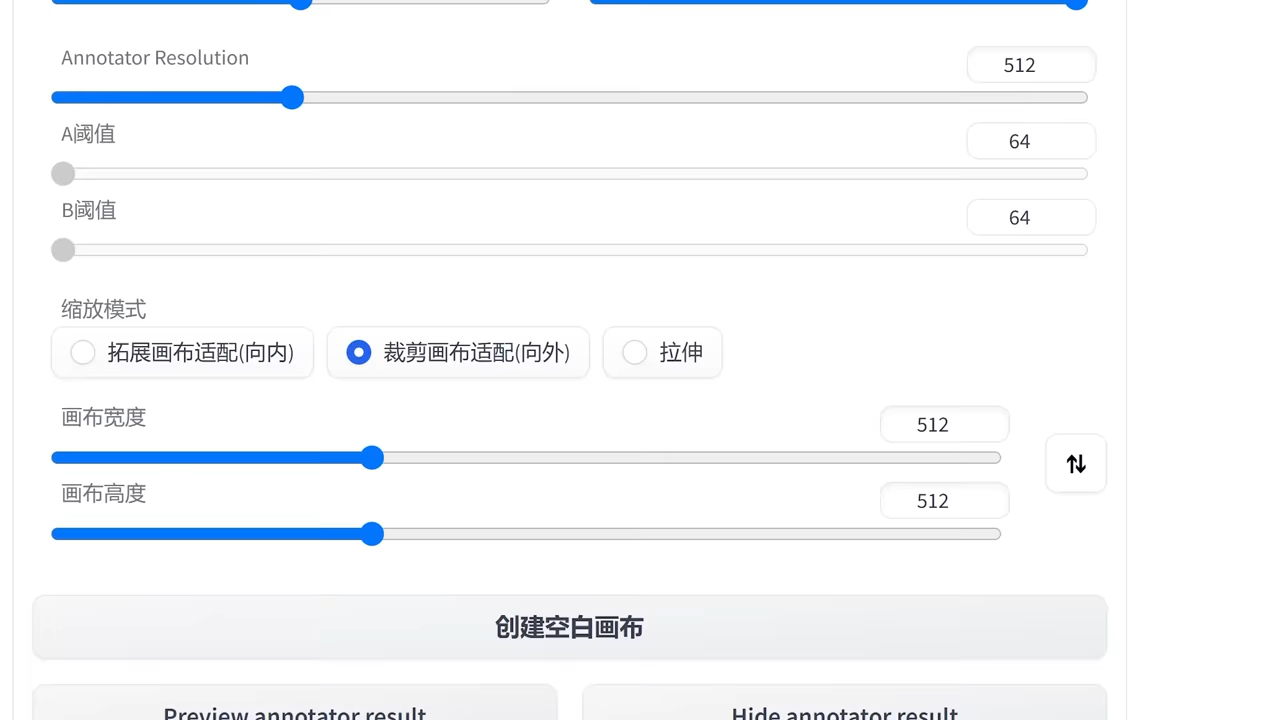 Annotator Resolution
512
A阈值
64
B阈值
64
缩放模式
拓展画布适配(向内)
裁剪画布适配(向外)
拉伸
画布宽度
512
画布高度
512
创建空白画布
Preview annotator result
Hide annotator result